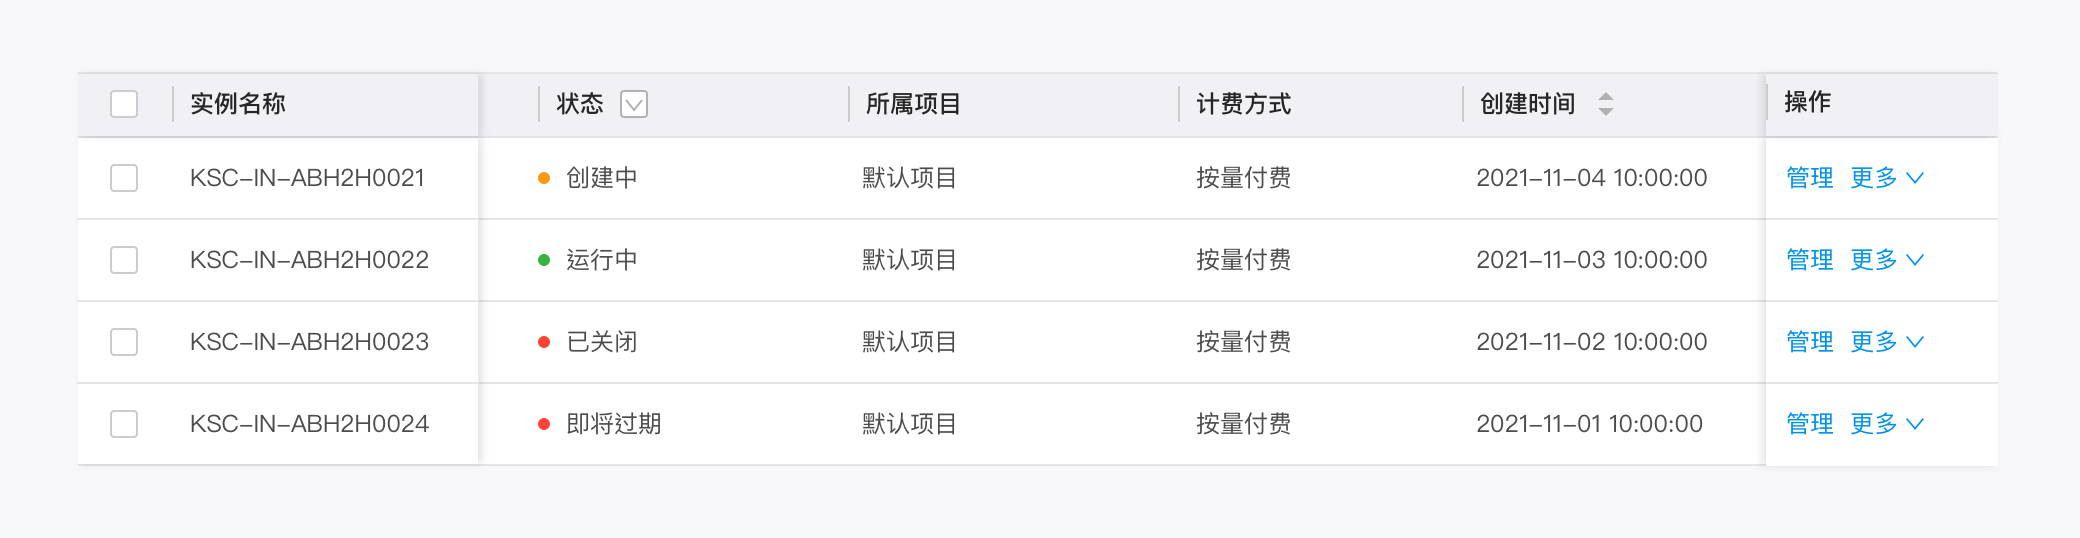 实例名称 状态 所属项目 计费方式 创建时间 操作
KSC-IN-ABH2H0021 创建中 默认项目 按量付费 2021-11-04 10:00:00 管理 更多
KSC-IN-ABH2H0022 运行中 默认项目 按量付费 2021-11-03 10:00:00 管理 更多
KSC-IN-ABH2H0023 已关闭 默认项目 按量付费 2021-11-02 10:00:00 管理 更多
KSC-IN-ABH2H0024 即将过期 默认项目 按量付费 2021-11-01 10:00:00 管理 更多